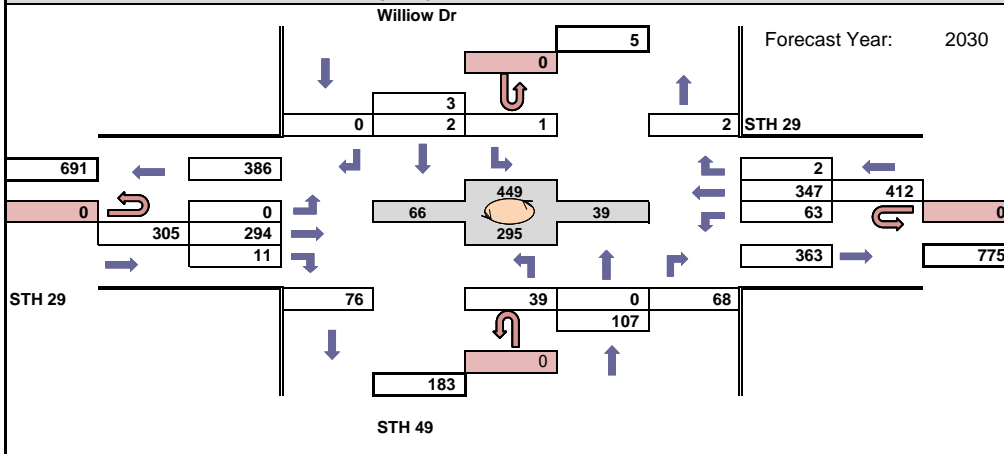 Williow Dr
5
Forecast Year: 2030
0
3
0 2 1 2 STH 29
691 386 2
449 347 412
0 0 66 39 63 0
305 294 295
11 363 775
STH 29 76 39 0 68
107
0
183
STH 49